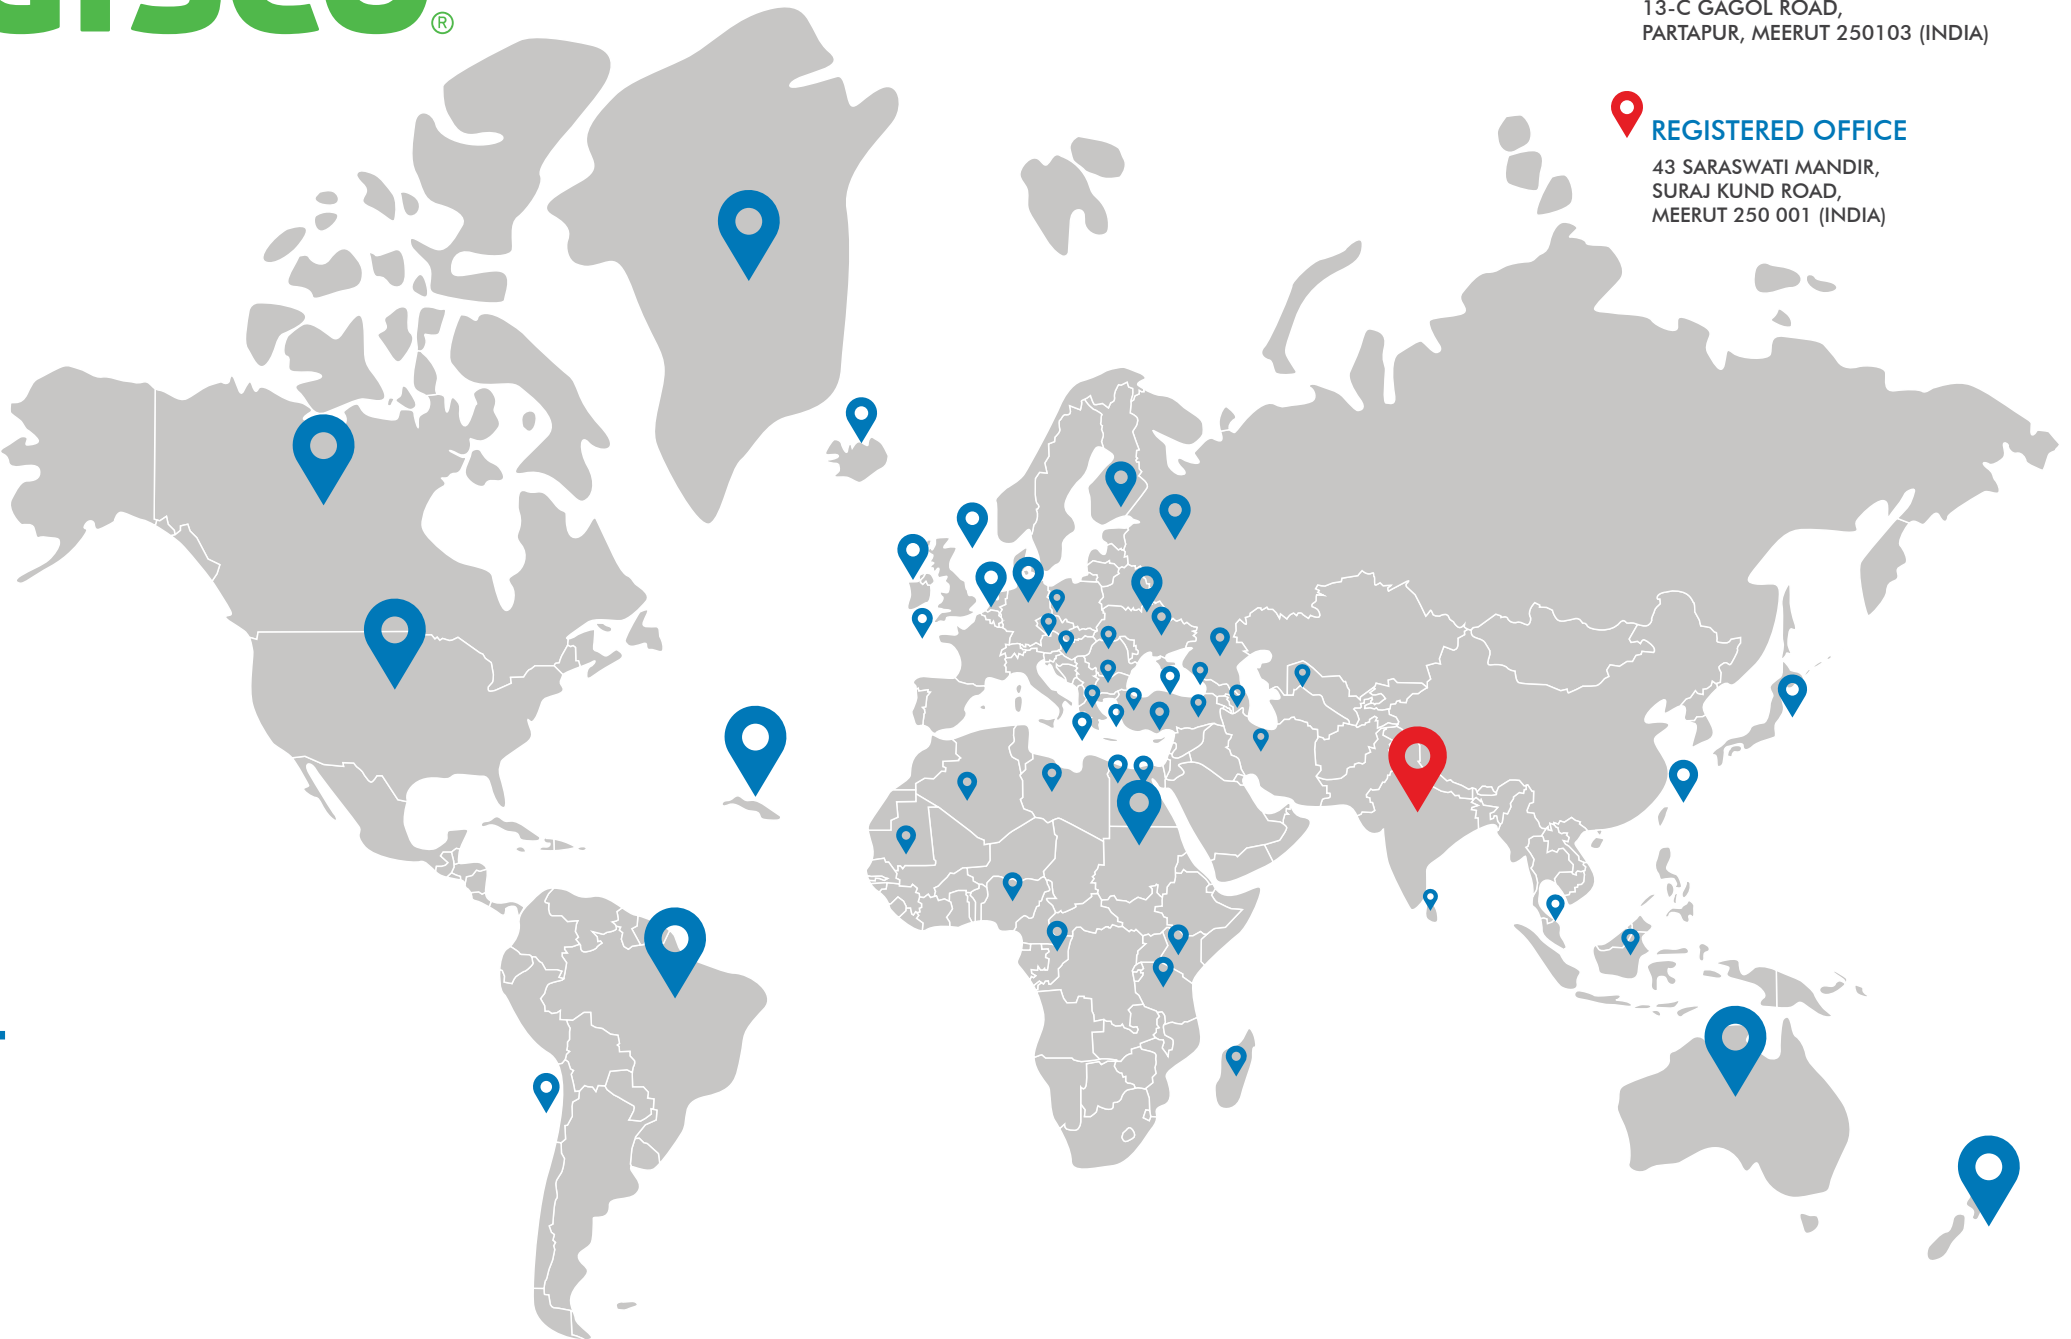 ®
13-C GAGOL ROAD,
PARTAPUR, MEERUT 250103 (INDIA)
REGISTERED OFFICE
43 SARASWATI MANDIR,
SURAJ KUND ROAD,
MEERUT 250 001 (INDIA)